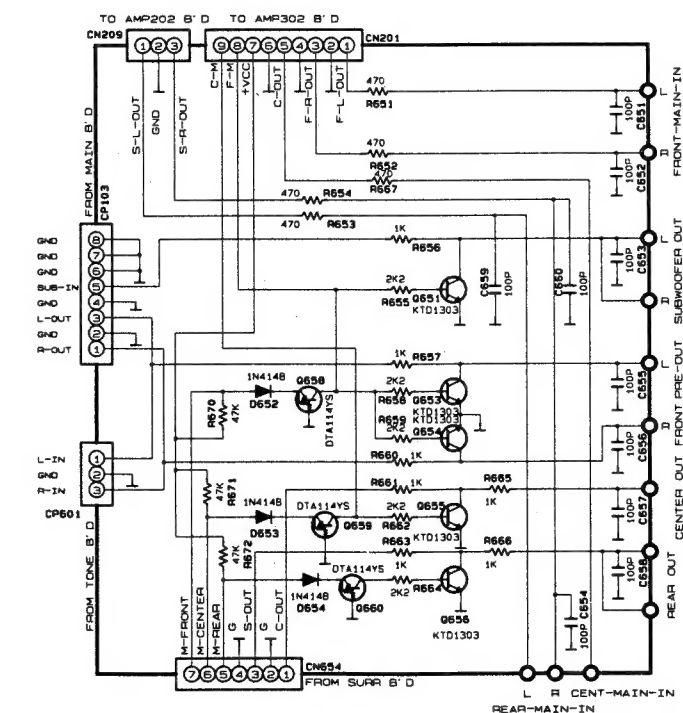 TO AMP202 B'D
TO AMP302 B'D
CN209
CN201
1 2 3
9 8 7 6 5 4 3 2 1
S-L-OUT
GND
S-R-OUT
C-M
F-M
+VCC
C-OUT
F-R-OUT
F-L-OUT
470
R651
470
R652
470
R667
470 R654
470 R653
C651
100P
L
FRONT-MAIN-IN
C652
100P
R
FROM MAIN B'D
CP103
GND 8
GND 7
GND 6
SUB-IN 5
GND 4
L-OUT 3
GND 2
R-OUT 1
1K
R656
2K2
R655
Q651
KTD1303
C659
100P
C660
100P
L
C653
100P
R
SUBWOOFER OUT
1K R657
1N4148
D652
Q658
DTA114YS
R670
47K
2K2
R658
Q653
KTD1303
R659
KTD1303
2K2
Q654
R660 1K
L
C655
100P
R
C656
100P
FRONT PRE-OUT
L-IN 1
GND 2
R-IN 3
CP601
FROM TONE B'D
R671
47K
R661 1K
1N4148
D653
DTA114YS
Q659
2K2
R662
Q655
KTD1303
R665
1K
C657
100P
CENTER OUT
R672
47K
R663
1K
R666
1K
1N4148
D654
DTA114YS
Q660
R664
2K2
Q656
KTD1303
C658
100P
REAR OUT
C654
100P
M-FRONT
M-CENTER
M-REAR
G
S-OUT
G
C-OUT
7 6 5 4 3 2 1
CN654
FROM SURR B'D
L R CENT-MAIN-IN
REAR-MAIN-IN